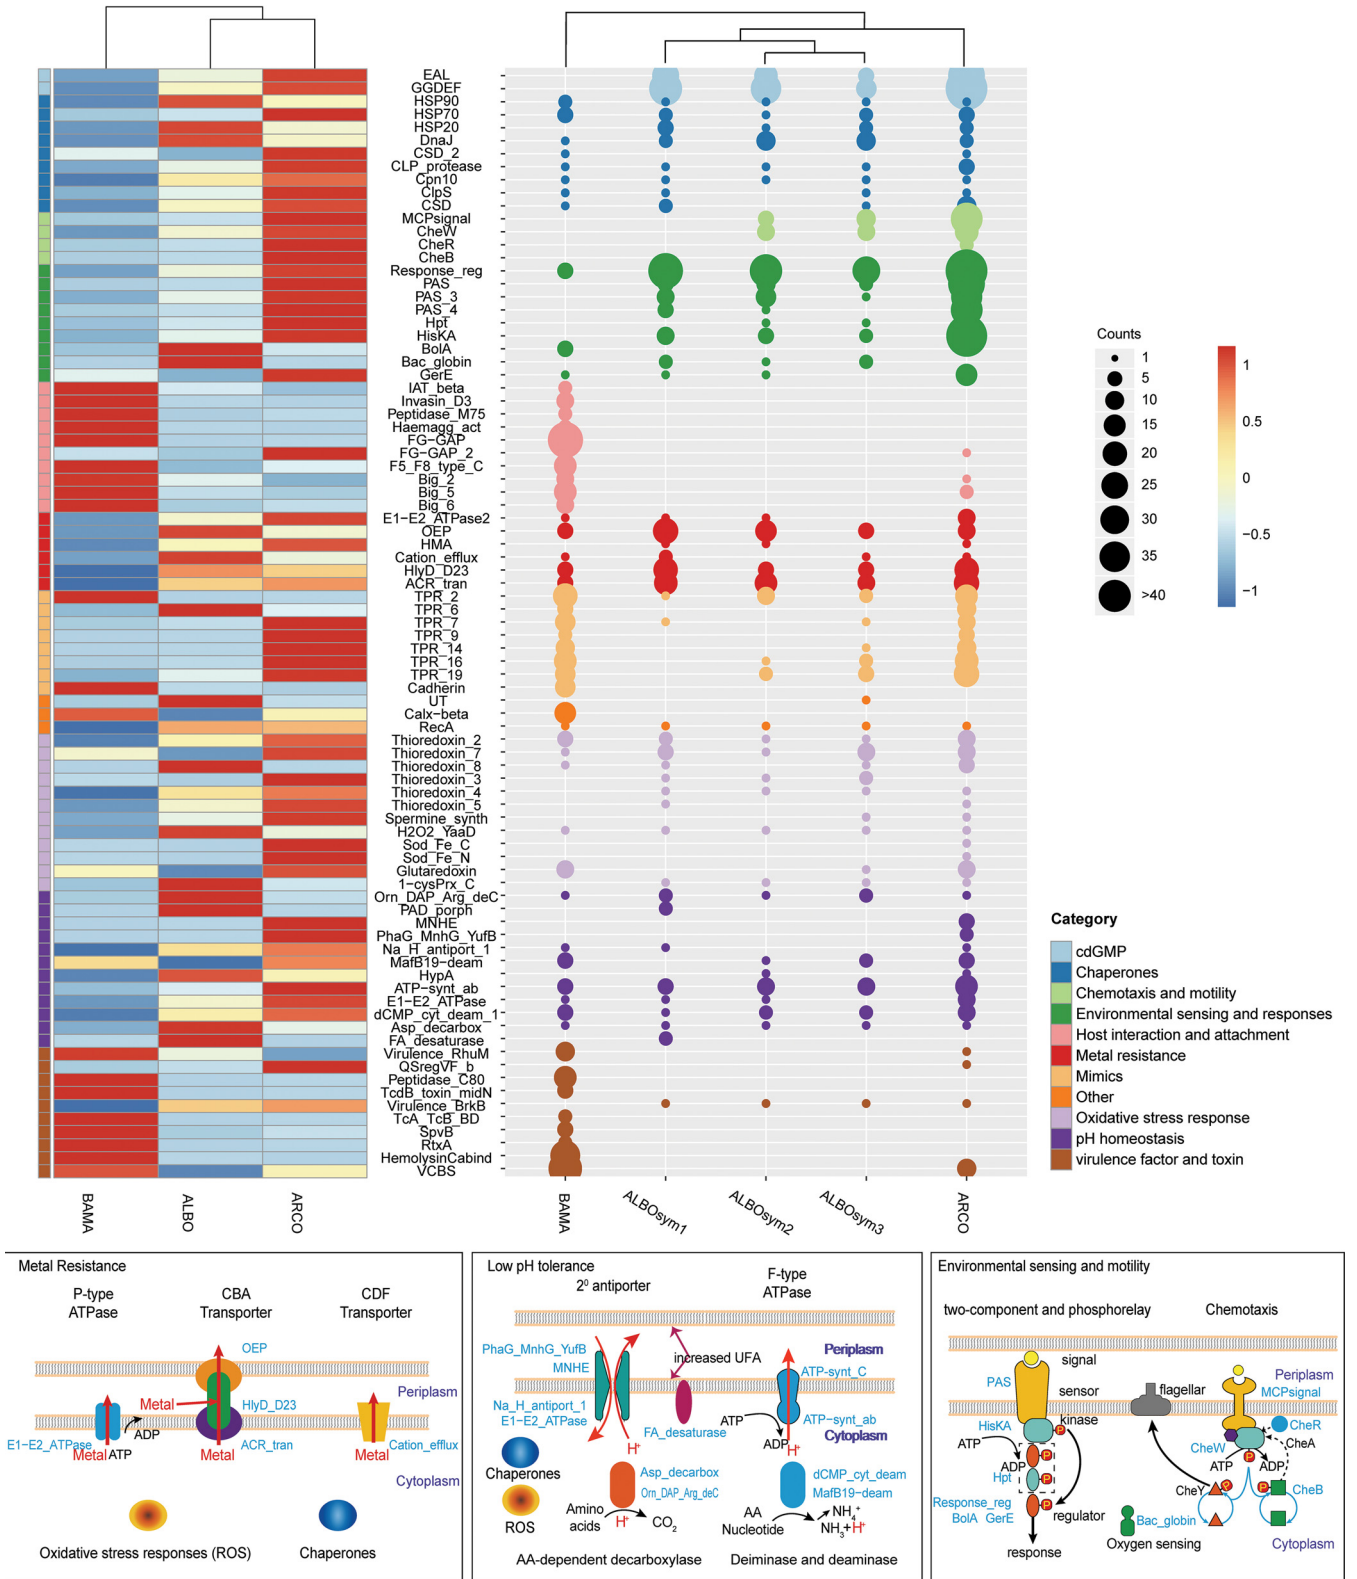 EAL
GGDEF
HSP90
HSP70
HSP20
DnaJ
CSD_2
CLP_protease
Cpn10
ClpS
CSD
MCPsignal
CheW
CheR
CheB
Response_reg
PAS
PAS_3
PAS_4
Hpt
HisKA
BolA
Bac_globin
GerE
IAT_beta
Invasin_D3
Peptidase_M75
Haemagg_act
FG−GAP
FG−GAP_2
F5_F8_type_C
Big_2
Big_5
Big_6
E1−E2_ATPase2
OEP
HMA
Cation_efflux
HlyD_D23
ACR_tran
TPR_2
TPR_6
TPR_7
TPR_9
TPR_14
TPR_16
TPR_19
Cadherin
UT
Calx−beta
RecA
Thioredoxin_2
Thioredoxin_7
Thioredoxin_8
Thioredoxin_3
Thioredoxin_4
Thioredoxin_5
Spermine_synth
H2O2_YaaD
Sod_Fe_C
Sod_Fe_N
Glutaredoxin
1−cysPrx_C
Orn_DAP_Arg_deC
PAD_porph
MNHE
PhaG_MnhG_YufB
Na_H_antiport_1
MafB19−deam
HypA
ATP−synt_ab
E1−E2_ATPase
dCMP_cyt_deam_1
Asp_decarbox
FA_desaturase
Virulence_RhuM
QSregVF_b
Peptidase_C80
TcdB_toxin_midN
Virulence_BrkB
TcA_TcB_BD
SpvB
RtxA
HemolysinCabind
VCBS
BAMA
ALBO
ARCO
BAMA
ALBOsym1
ALBOsym2
ALBOsym3
ARCO
Counts
1
5
10
15
20
25
30
35
>40
1
0.5
0
−0.5
−1
Category
cdGMP
Chaperones
Chemotaxis and motility
Environmental sensing and responses
Host interaction and attachment
Metal resistance
Mimics
Other
Oxidative stress response
pH homeostasis
virulence factor and toxin
Metal Resistance
P-type
ATPase
CBA
Transporter
CDF
Transporter
OEP
Periplasm
Metal
HlyD_D23
ADP
E1−E2_ATPase
Metal
ATP
Metal
ACR_tran
Metal
Cation_efflux
Cytoplasm
Oxidative stress responses (ROS)
Chaperones
Low pH tolerance
2⁰ antiporter
F-type
ATPase
PhaG_MnhG_YufB
MNHE
increased UFA
Periplasm
ATP-synt_C
Na_H_antiport_1
E1−E2_ATPase
FA_desaturase
ATP
ATP-synt_ab
Cytoplasm
ADP
H⁺
H⁺
Chaperones
ROS
Asp_decarbox
Orn_DAP_Arg_deC
Amino
acids
H⁺
CO₂
AA-dependent decarboxylase
dCMP_cyt_deam
MafB19−deam
AA
Nucleotide
NH₄⁺
NH₃+H⁺
Deiminase and deaminase
Environmental sensing and motility
two-component and phosphorelay
Chemotaxis
signal
PAS
sensor
kinase
HisKA
P
ATP
ADP
P
Hpt
P
Response_reg
BolA GerE
P
regulator
response
flagellar
Periplasm
MCPsignal
CheR
CheA
CheW
ATP
P
ADP
CheY
P
P
CheB
Bac_globin
Oxygen sensing
Cytoplasm